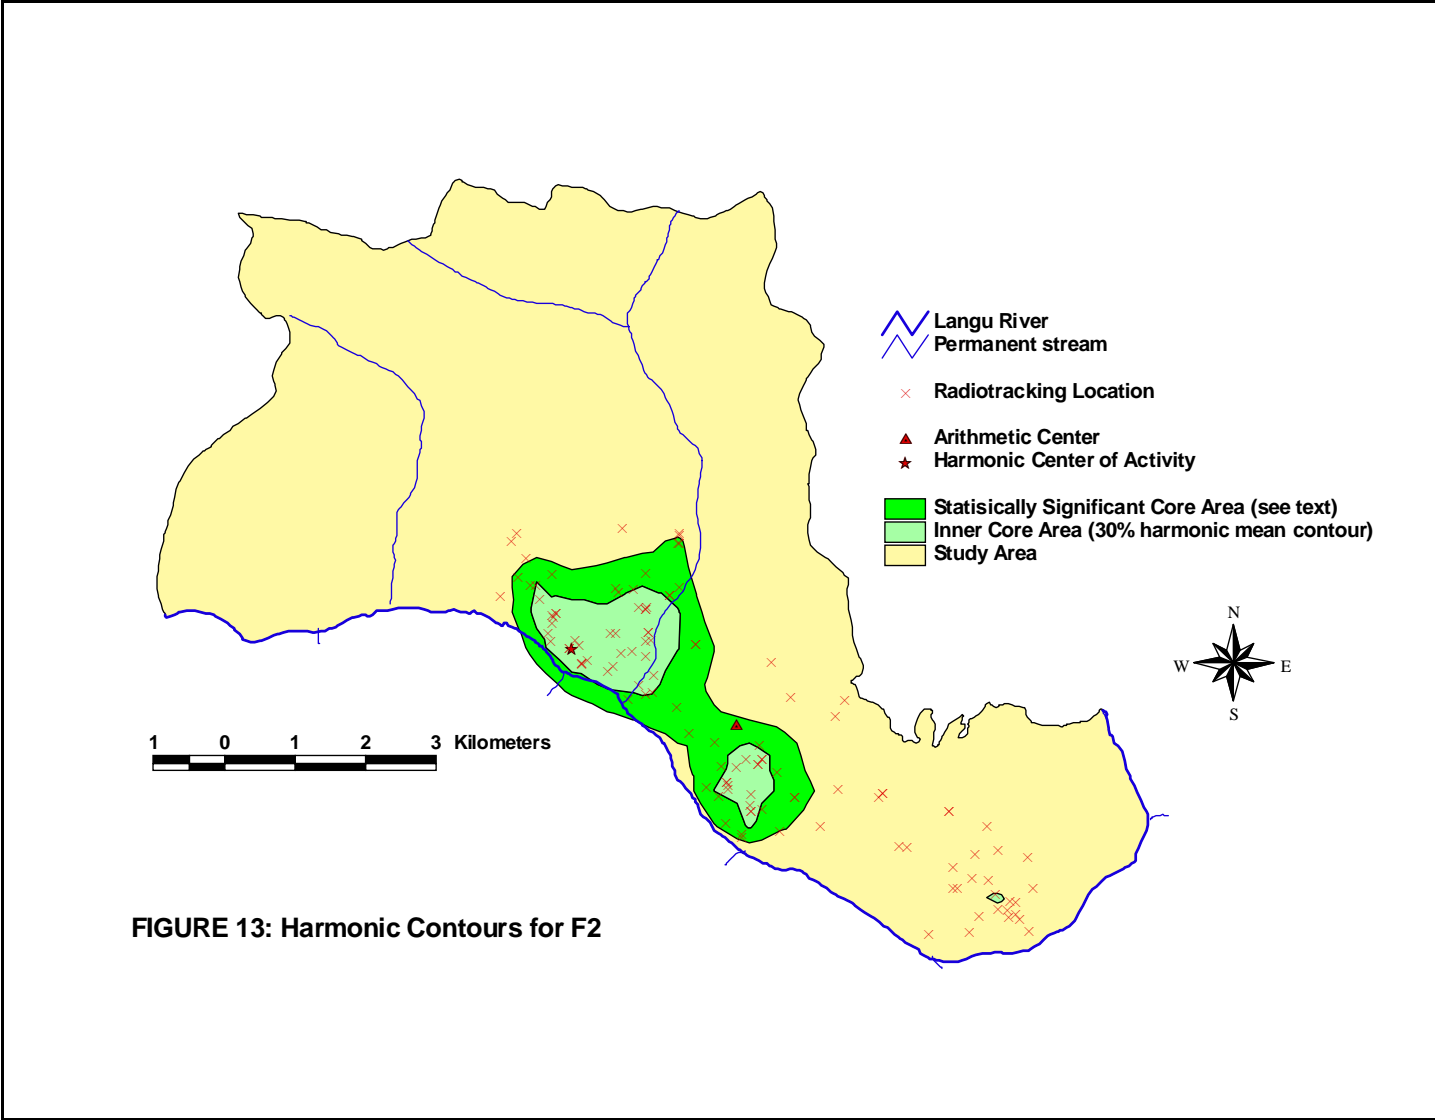 Langu River
Permanent stream
Radiotracking Location
Arithmetic Center
Harmonic Center of Activity
Statisically Significant Core Area (see text)
Inner Core Area (30% harmonic mean contour)
Study Area
N
W E
S
1 0 1 2 3 Kilometers
FIGURE 13: Harmonic Contours for F2